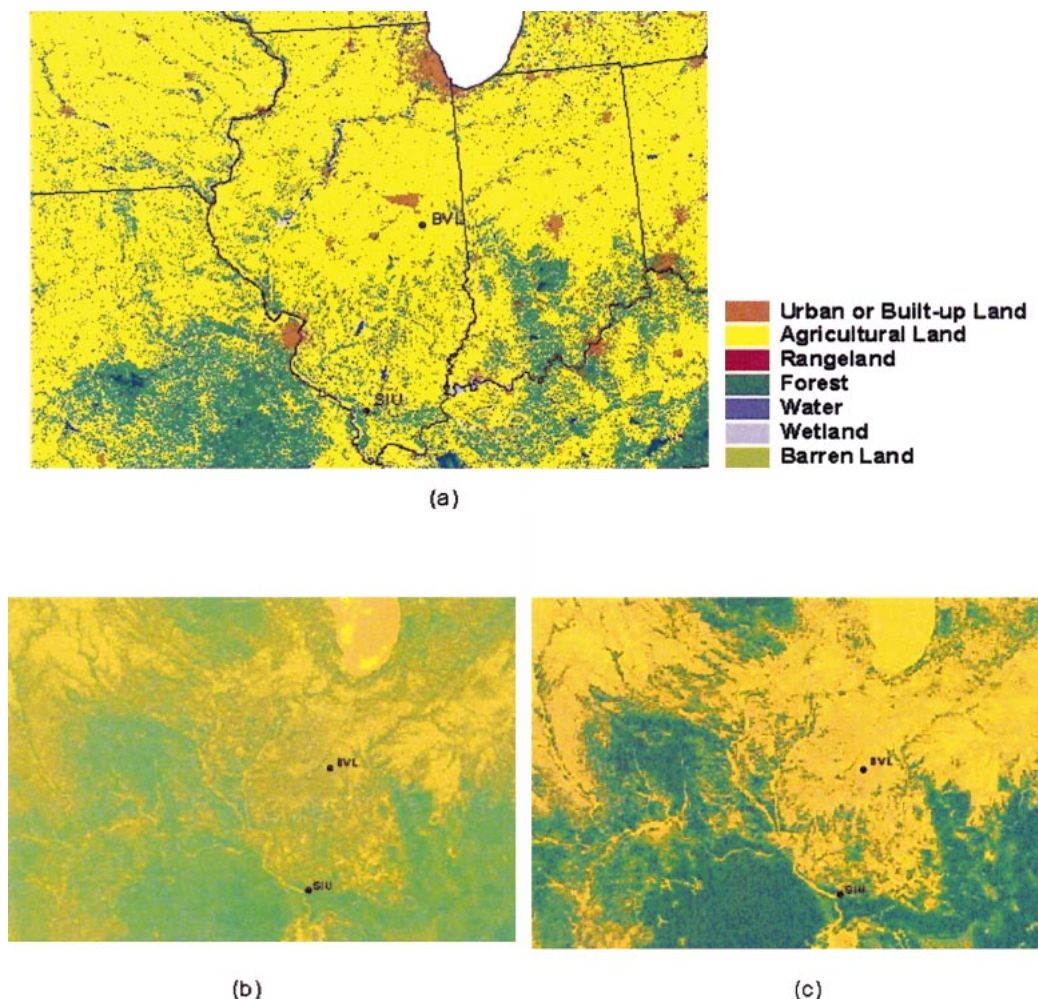 BVL
SIU
Urban or Built-up Land
Agricultural Land
Rangeland
Forest
Water
Wetland
Barren Land
(a)
BVL
SIU
BVL
SIU
(b)
(c)